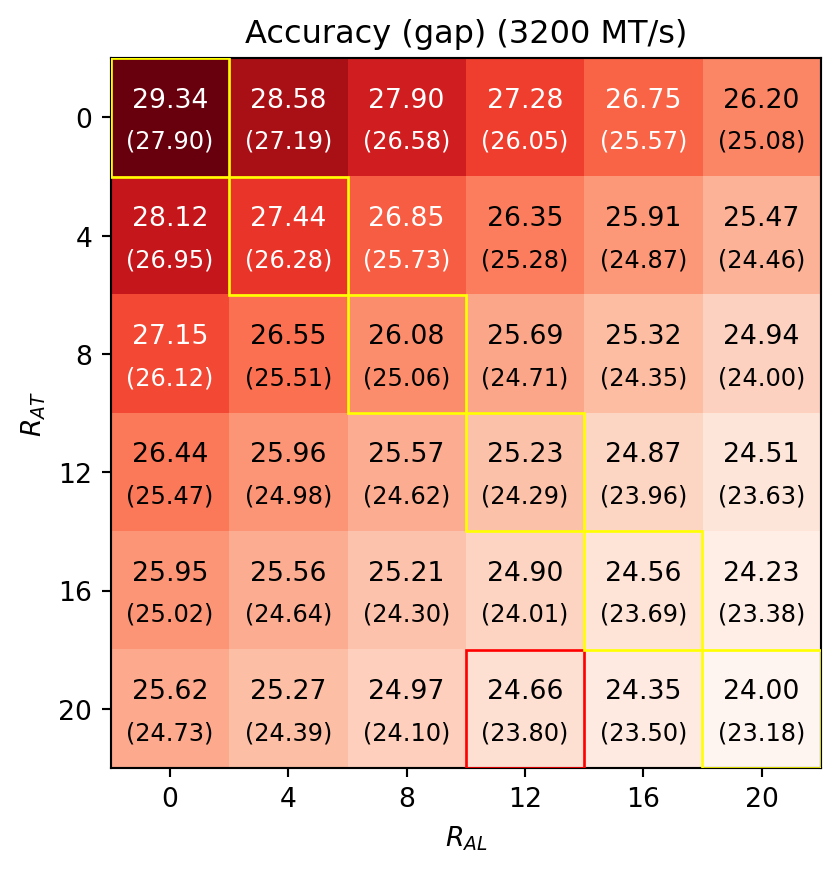 Accuracy (gap) (3200 MT/s)
0 29.34 28.58 27.90 27.28 26.75 26.20
(27.90) (27.19) (26.58) (26.05) (25.57) (25.08)
4 28.12 27.44 26.85 26.35 25.91 25.47
(26.95) (26.28) (25.73) (25.28) (24.87) (24.46)
8 27.15 26.55 26.08 25.69 25.32 24.94
(26.12) (25.51) (25.06) (24.71) (24.35) (24.00)
R_{AT}
12 26.44 25.96 25.57 25.23 24.87 24.51
(25.47) (24.98) (24.62) (24.29) (23.96) (23.63)
16 25.95 25.56 25.21 24.90 24.56 24.23
(25.02) (24.64) (24.30) (24.01) (23.69) (23.38)
20 25.62 25.27 24.97 24.66 24.35 24.00
(24.73) (24.39) (24.10) (23.80) (23.50) (23.18)
0 4 8 12 16 20
R_{AL}